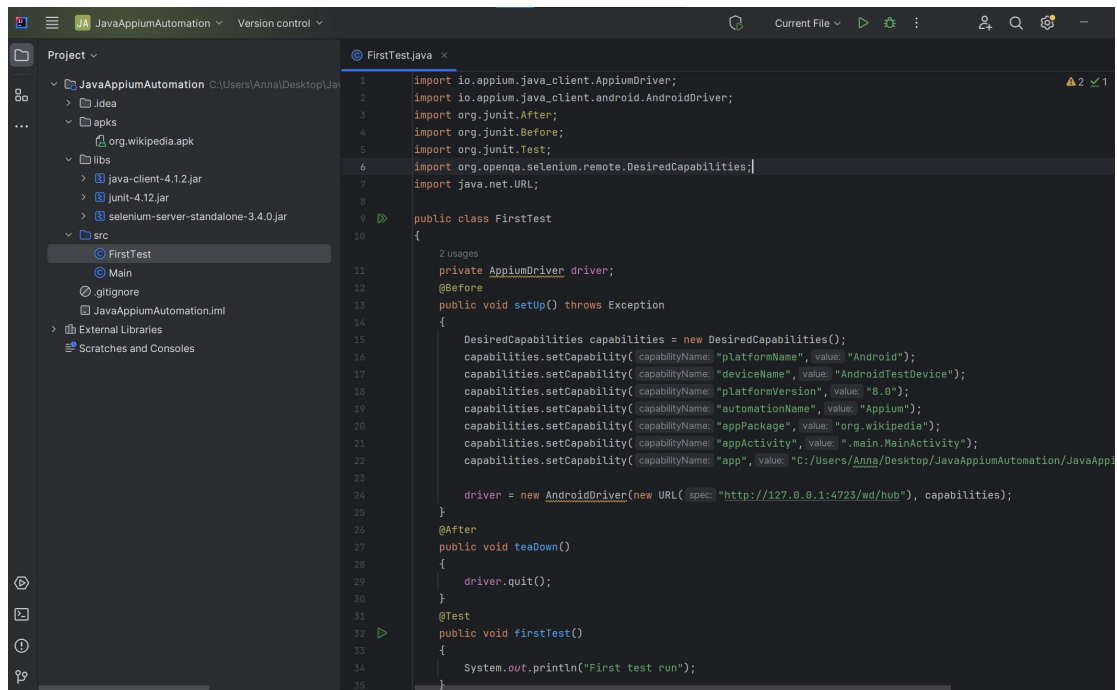 JA JavaAppiumAutomation Version control Current File
Project
JavaAppiumAutomation C:\Users\Алла\Desktop\Jav
.idea
apks
org.wikipedia.apk
libs
java-client-4.1.2.jar
junit-4.12.jar
selenium-server-standalone-3.4.0.jar
src
FirstTest
Main
.gitignore
JavaAppiumAutomation.iml
External Libraries
Scratches and Consoles
FirstTest.java
2 1
1 import io.appium.java_client.AppiumDriver;
2 import io.appium.java_client.android.AndroidDriver;
3 import org.junit.After;
4 import org.junit.Before;
5 import org.junit.Test;
6 import org.openqa.selenium.remote.DesiredCapabilities;
7 import java.net.URL;
8
9 public class FirstTest
10 {
2 usages
11 private AppiumDriver driver;
12 @Before
13 public void setUp() throws Exception
14 {
15 DesiredCapabilities capabilities = new DesiredCapabilities();
16 capabilities.setCapability( capabilityName: "platformName", value: "Android");
17 capabilities.setCapability( capabilityName: "deviceName", value: "AndroidTestDevice");
18 capabilities.setCapability( capabilityName: "platformVersion", value: "8.0");
19 capabilities.setCapability( capabilityName: "automationName", value: "Appium");
20 capabilities.setCapability( capabilityName: "appPackage", value: "org.wikipedia");
21 capabilities.setCapability( capabilityName: "appActivity", value: ".main.MainActivity");
22 capabilities.setCapability( capabilityName: "app", value: "C:/Users/Алла/Desktop/JavaAppiumAutomation/JavaAppi
23
24 driver = new AndroidDriver(new URL( spec: "http://127.0.0.1:4723/wd/hub"), capabilities);
25 }
26 @After
27 public void teaDown()
28 {
29 driver.quit();
30 }
31 @Test
32 public void firstTest()
33 {
34 System.out.println("First test run");
35 }